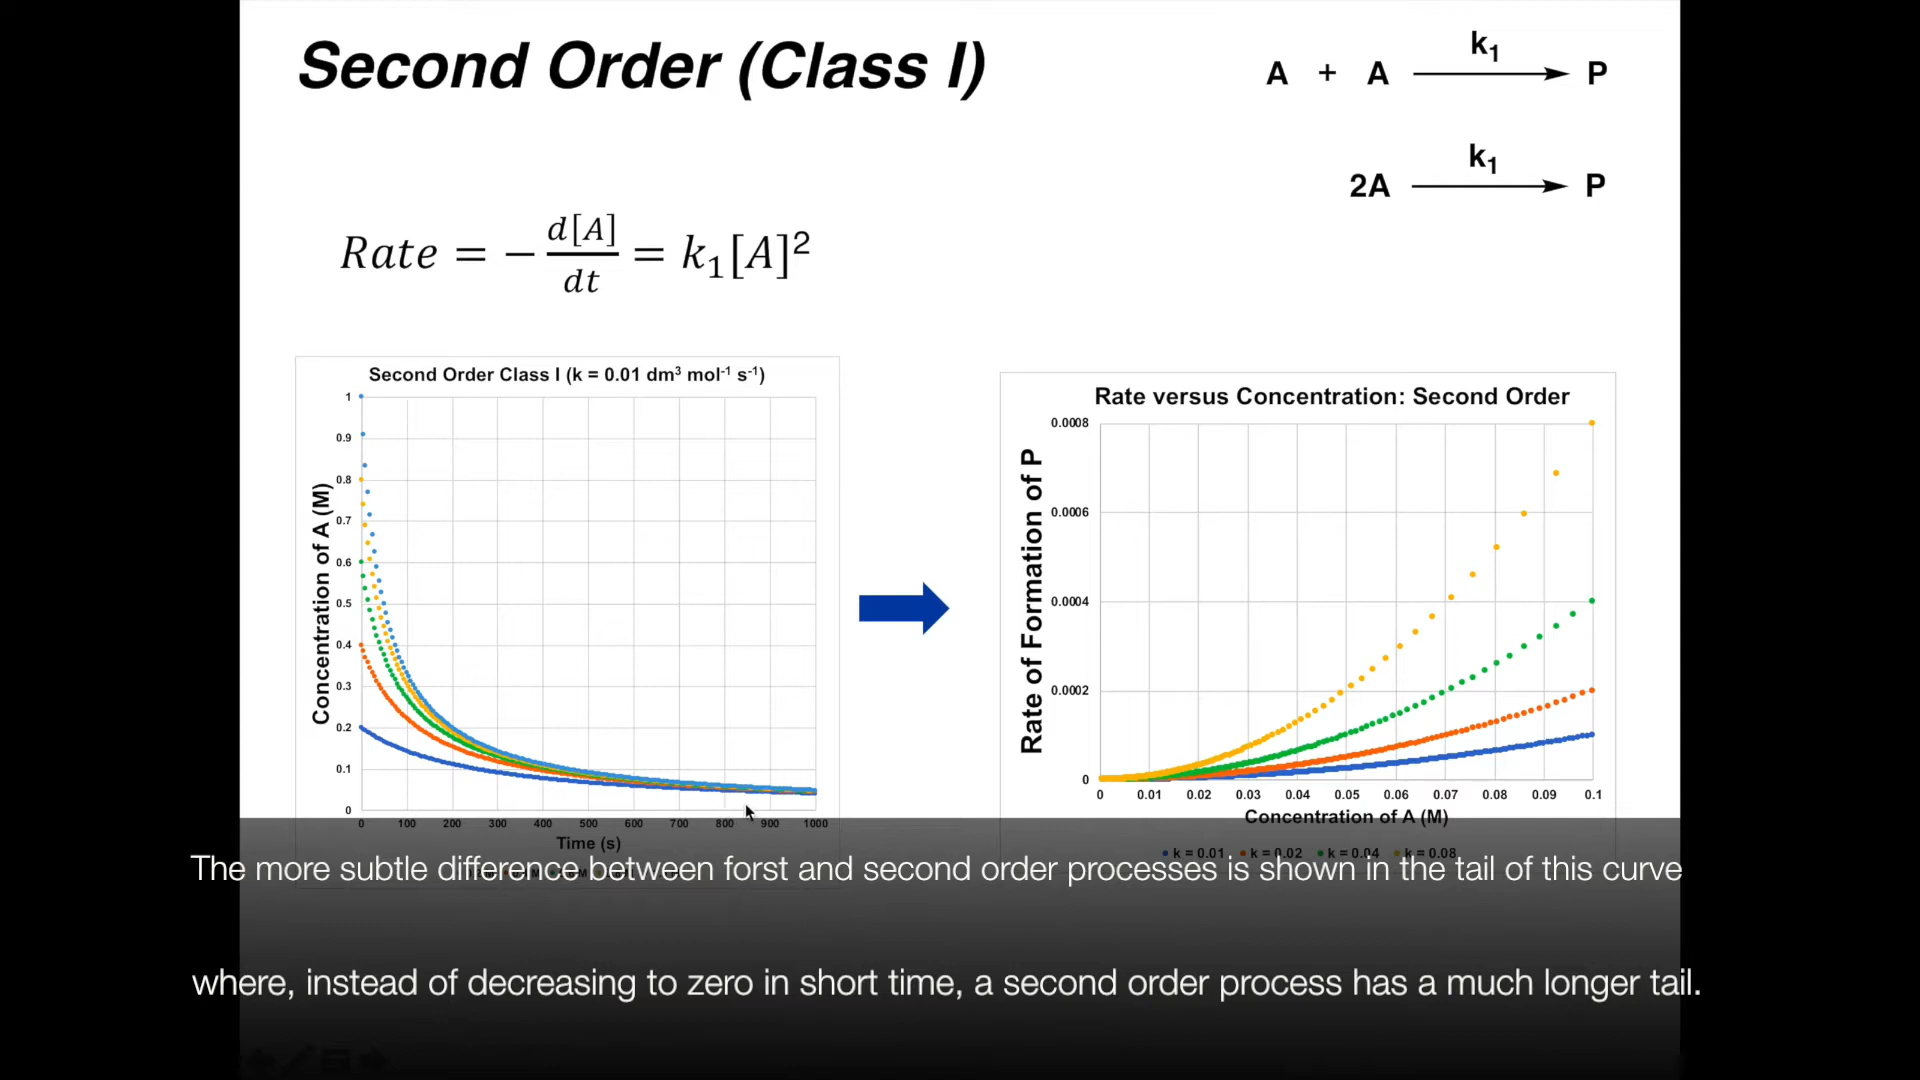 Second Order (Class I)
A + A k₁ P
2A k₁ P
Rate = − d[A]/dt = k₁[A]²
Second Order Class I (k = 0.01 dm³ mol⁻¹ s⁻¹)
Concentration of A (M)
1
0.9
0.8
0.7
0.6
0.5
0.4
0.3
0.2
0.1
0
0 100 200 300 400 500 600 700 800 900 1000
Time (s)
Rate versus Concentration: Second Order
Rate of Formation of P
0.0008
0.0006
0.0004
0.0002
0
0 0.01 0.02 0.03 0.04 0.05 0.06 0.07 0.08 0.09 0.1
Concentration of A (M)
k = 0.01 k = 0.02 k = 0.04 k = 0.08
The more subtle difference between forst and second order processes is shown in the tail of this curve
where, instead of decreasing to zero in short time, a second order process has a much longer tail.